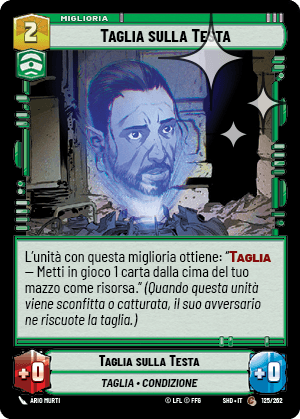 MIGLIORIA
2
Taglia sulla Testa
L'unità con questa miglioria ottiene: "Taglia
— Metti in gioco 1 carta dalla cima del tuo
mazzo come risorsa." (Quando questa unità
viene sconfitta o catturata, il suo avversario
ne riscuote la taglia.)
+0
Taglia sulla Testa
TAGLIA • CONDIZIONE
+0
ARIO MURTI
© LFL © FFG
SHD • IT
125/262